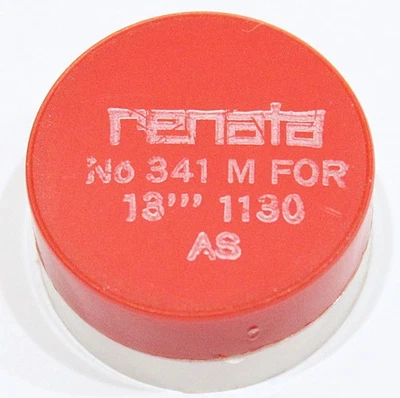 renata
No 341 M FOR
13''' 1130
AS